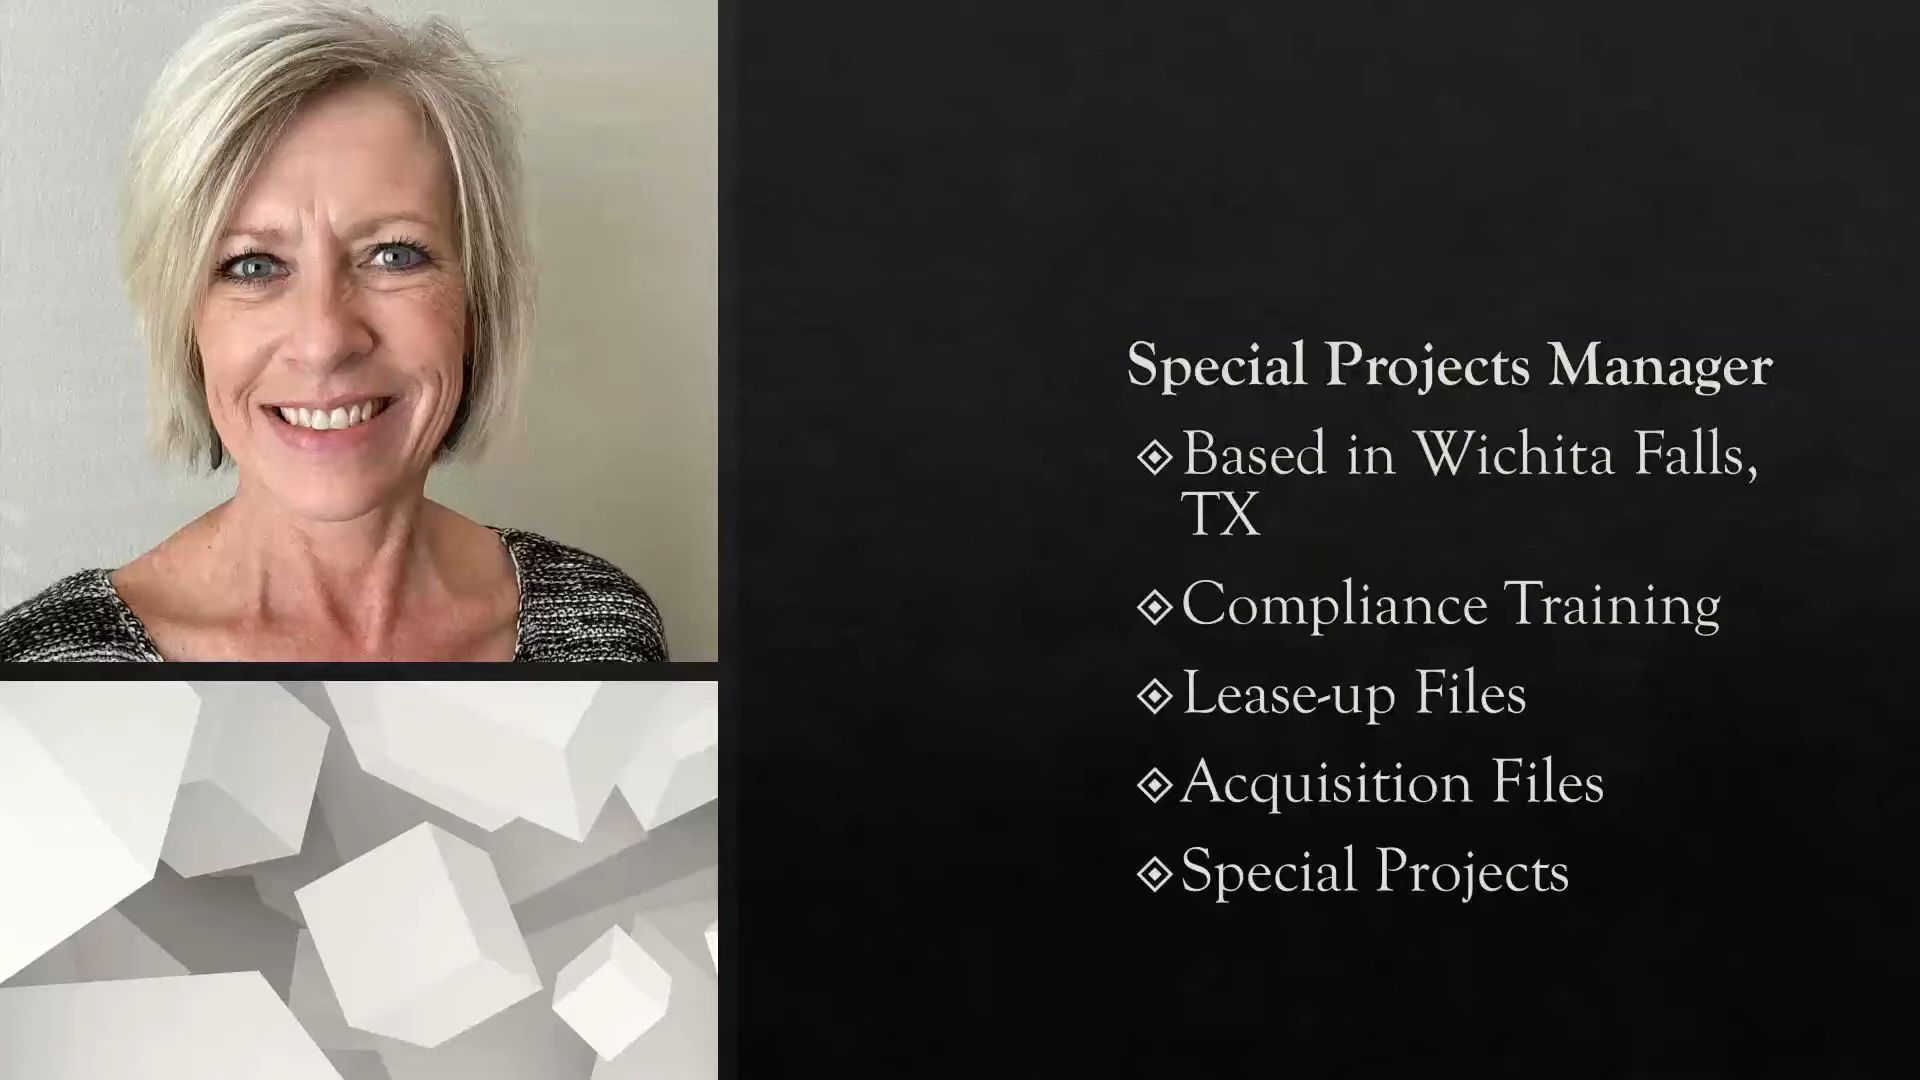 Special Projects Manager
Based in Wichita Falls,
TX
Compliance Training
Lease-up Files
Acquisition Files
Special Projects